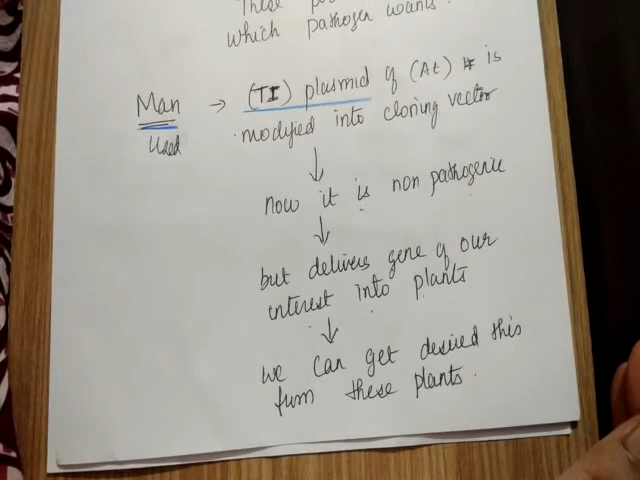 These
which pathogen wants.
Man → (TI) plasmid of (At) is
Used modified into cloning vector
↓
Now it is non pathogenic
↓
but delivers gene of our
interest into plants
↓
we can get desired this
from these plants.